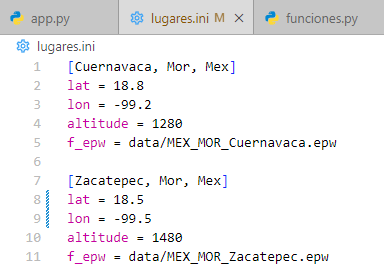 app.py
lugares.ini M
funciones.py
lugares.ini
1 [Cuernavaca, Mor, Mex]
2 lat = 18.8
3 lon = -99.2
4 altitude = 1280
5 f_epw = data/MEX_MOR_Cuernavaca.epw
6
7 [Zacatepec, Mor, Mex]
8 lat = 18.5
9 lon = -99.5
10 altitude = 1480
11 f_epw = data/MEX_MOR_Zacatepec.epw